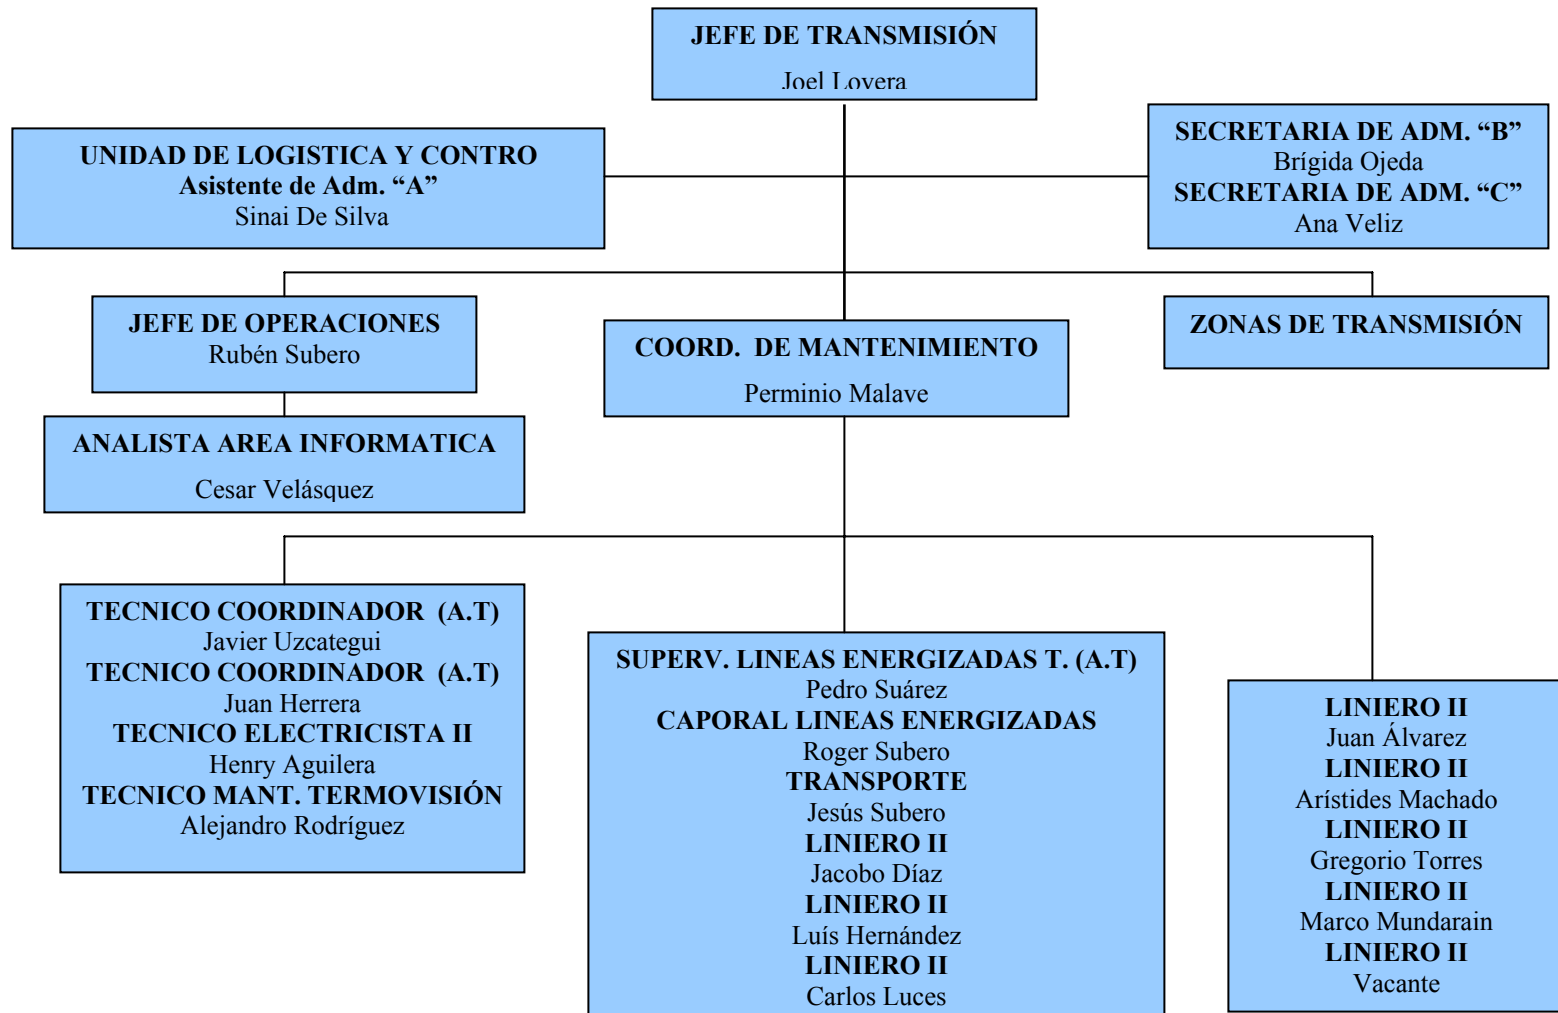 JEFE DE TRANSMISIÓN
Joel Lovera
UNIDAD DE LOGISTICA Y CONTRO
Asistente de Adm. “A”
Sinai De Silva
SECRETARIA DE ADM. “B”
Brígida Ojeda
SECRETARIA DE ADM. “C”
Ana Veliz
JEFE DE OPERACIONES
Rubén Subero
COORD.  DE MANTENIMIENTO
Perminio Malave
ZONAS DE TRANSMISIÓN
ANALISTA AREA INFORMATICA
Cesar Velásquez
TECNICO COORDINADOR  (A.T)
Javier Uzcategui
TECNICO COORDINADOR  (A.T)
Juan Herrera
TECNICO ELECTRICISTA II
Henry Aguilera
TECNICO MANT. TERMOVISIÓN
Alejandro Rodríguez
SUPERV. LINEAS ENERGIZADAS T. (A.T)
Pedro Suárez
CAPORAL LINEAS ENERGIZADAS
Roger Subero
TRANSPORTE
Jesús Subero
LINIERO II
Jacobo Díaz
LINIERO II
Luís Hernández
LINIERO II
Carlos Luces
LINIERO II
Juan Álvarez
LINIERO II
Arístides Machado
LINIERO II
Gregorio Torres
LINIERO II
Marco Mundarain
LINIERO II
Vacante